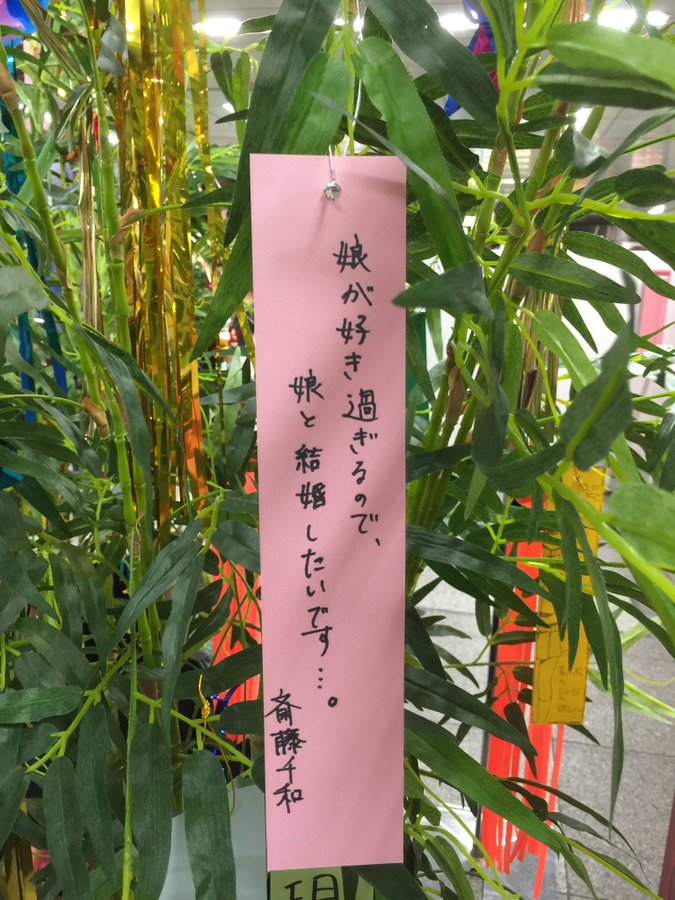 娘が好き過ぎるので、
娘と結婚したいです…。
斎藤千和